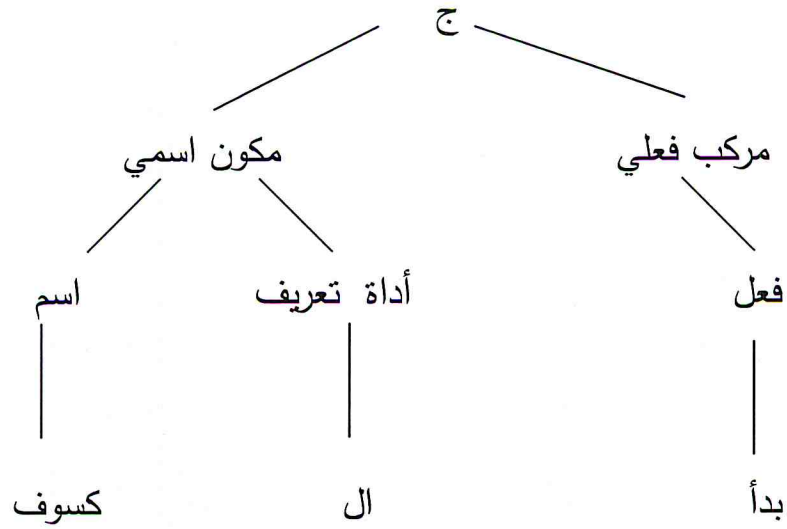 ج
مركب فعلي مكون اسمي
فعل أداة تعريف اسم
بدأ ال كسوف